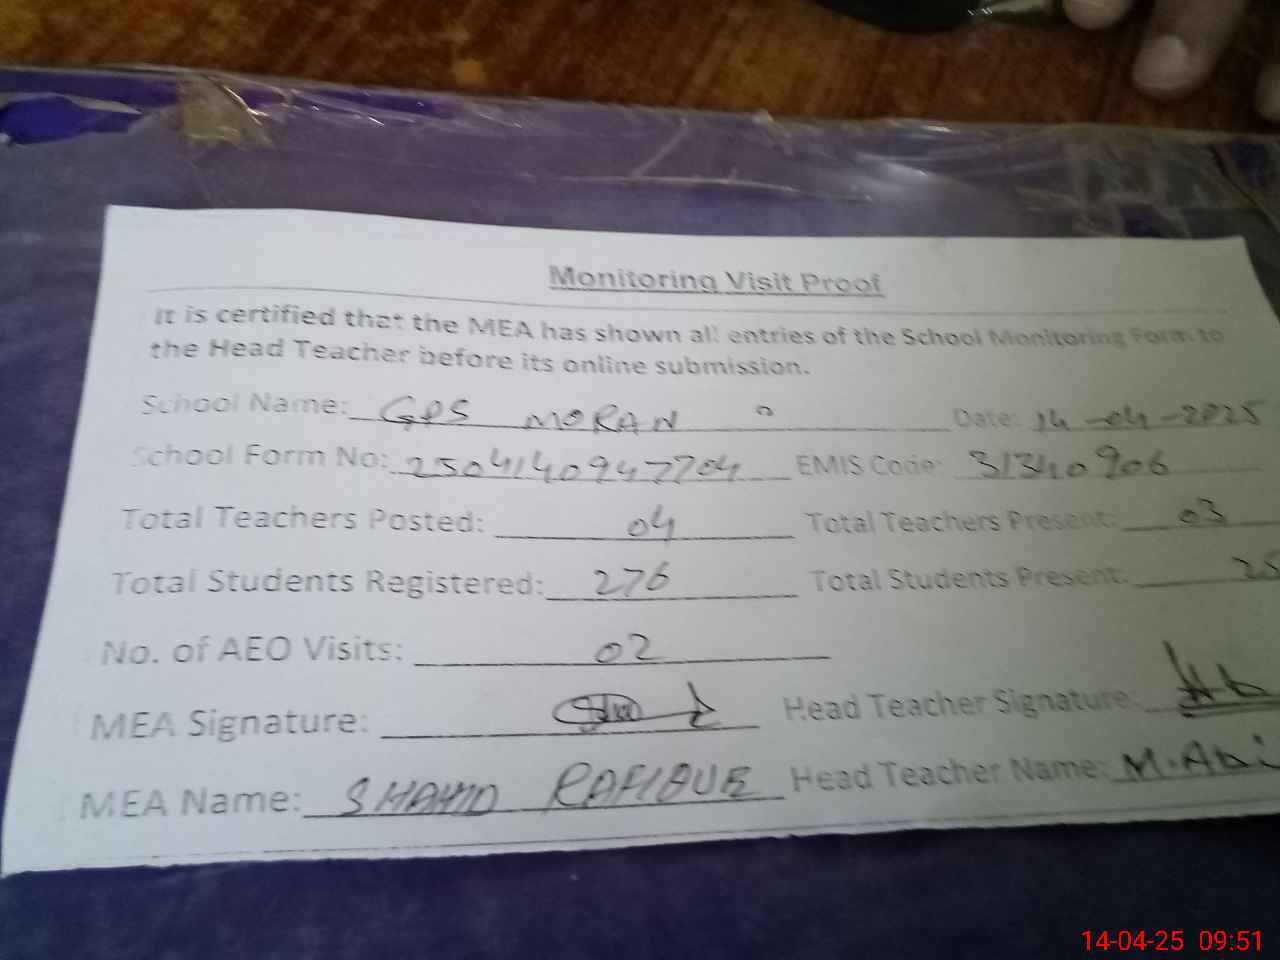 Monitoring Visit Proof
It is certified that the MEA has shown all entries of the School Monitoring Form to
the Head Teacher before its online submission.
School Name: GPS MORAN Date: 14-04-2025
School Form No: 2504140947704 EMIS Code: 31340906
Total Teachers Posted: 04 Total Teachers Present: 03
Total Students Registered: 276 Total Students Present:
No. of AEO Visits: 02
MEA Signature: Head Teacher Signature:
MEA Name: SHAHID RAFIQUE Head Teacher Name: M.
14-04-25 09:51